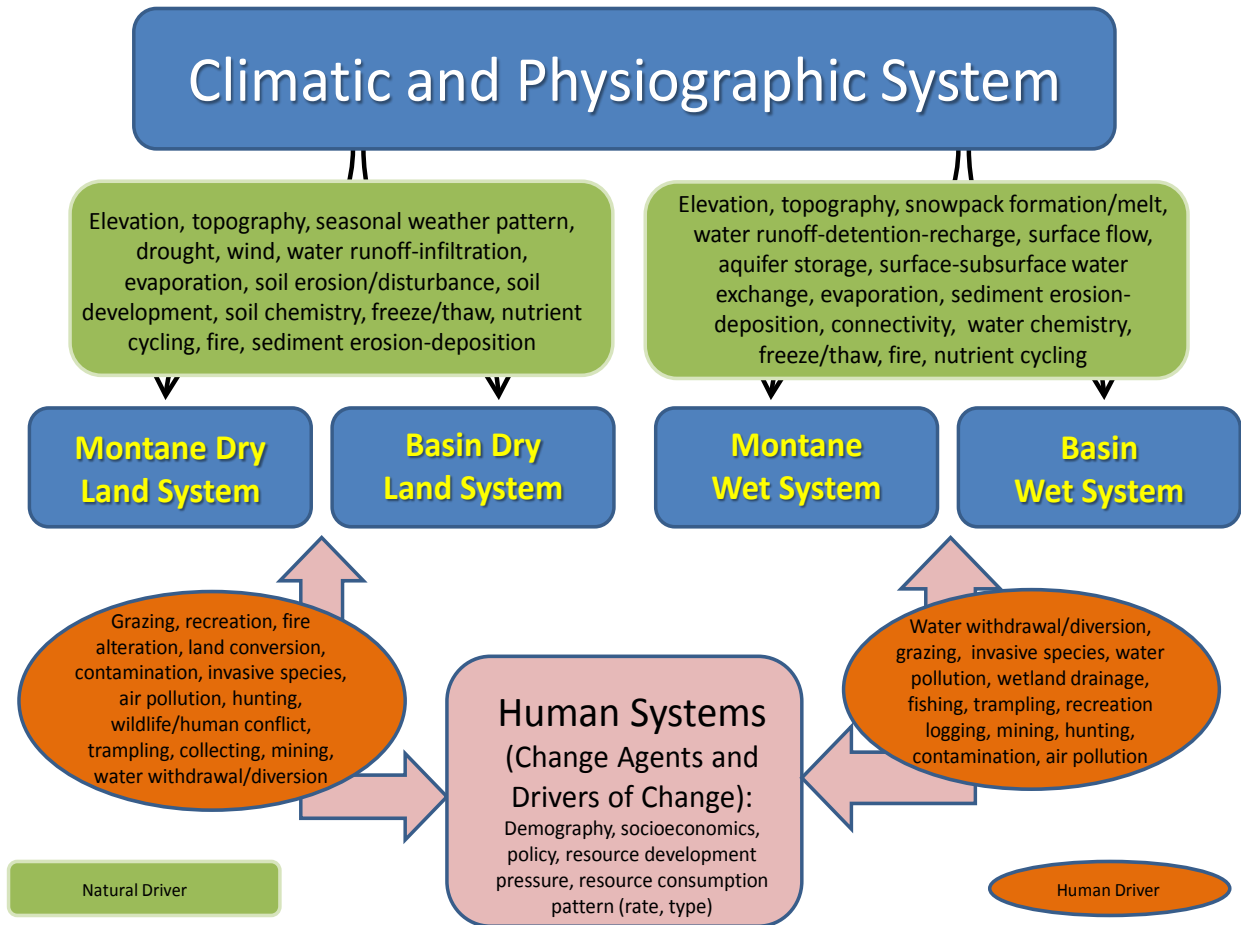 Climatic and Physiographic System
Elevation, topography, seasonal weather pattern,
drought, wind, water runoff-infiltration,
evaporation, soil erosion/disturbance, soil
development, soil chemistry, freeze/thaw, nutrient
cycling, fire, sediment erosion-deposition
Elevation, topography, snowpack formation/melt,
water runoff-detention-recharge, surface flow,
aquifer storage, surface-subsurface water
exchange, evaporation, sediment erosion-
deposition, connectivity, water chemistry,
freeze/thaw, fire, nutrient cycling
Montane Dry
Land System
Basin Dry
Land System
Montane
Wet System
Basin
Wet System
Grazing, recreation, fire
alteration, land conversion,
contamination, invasive species,
air pollution, hunting,
wildlife/human conflict,
trampling, collecting, mining,
water withdrawal/diversion
Human Systems
(Change Agents and
Drivers of Change):
Demography, socioeconomics,
policy, resource development
pressure, resource consumption
pattern (rate, type)
Water withdrawal/diversion,
grazing, invasive species, water
pollution, wetland drainage,
fishing, trampling, recreation
logging, mining, hunting,
contamination, air pollution
Natural Driver
Human Driver